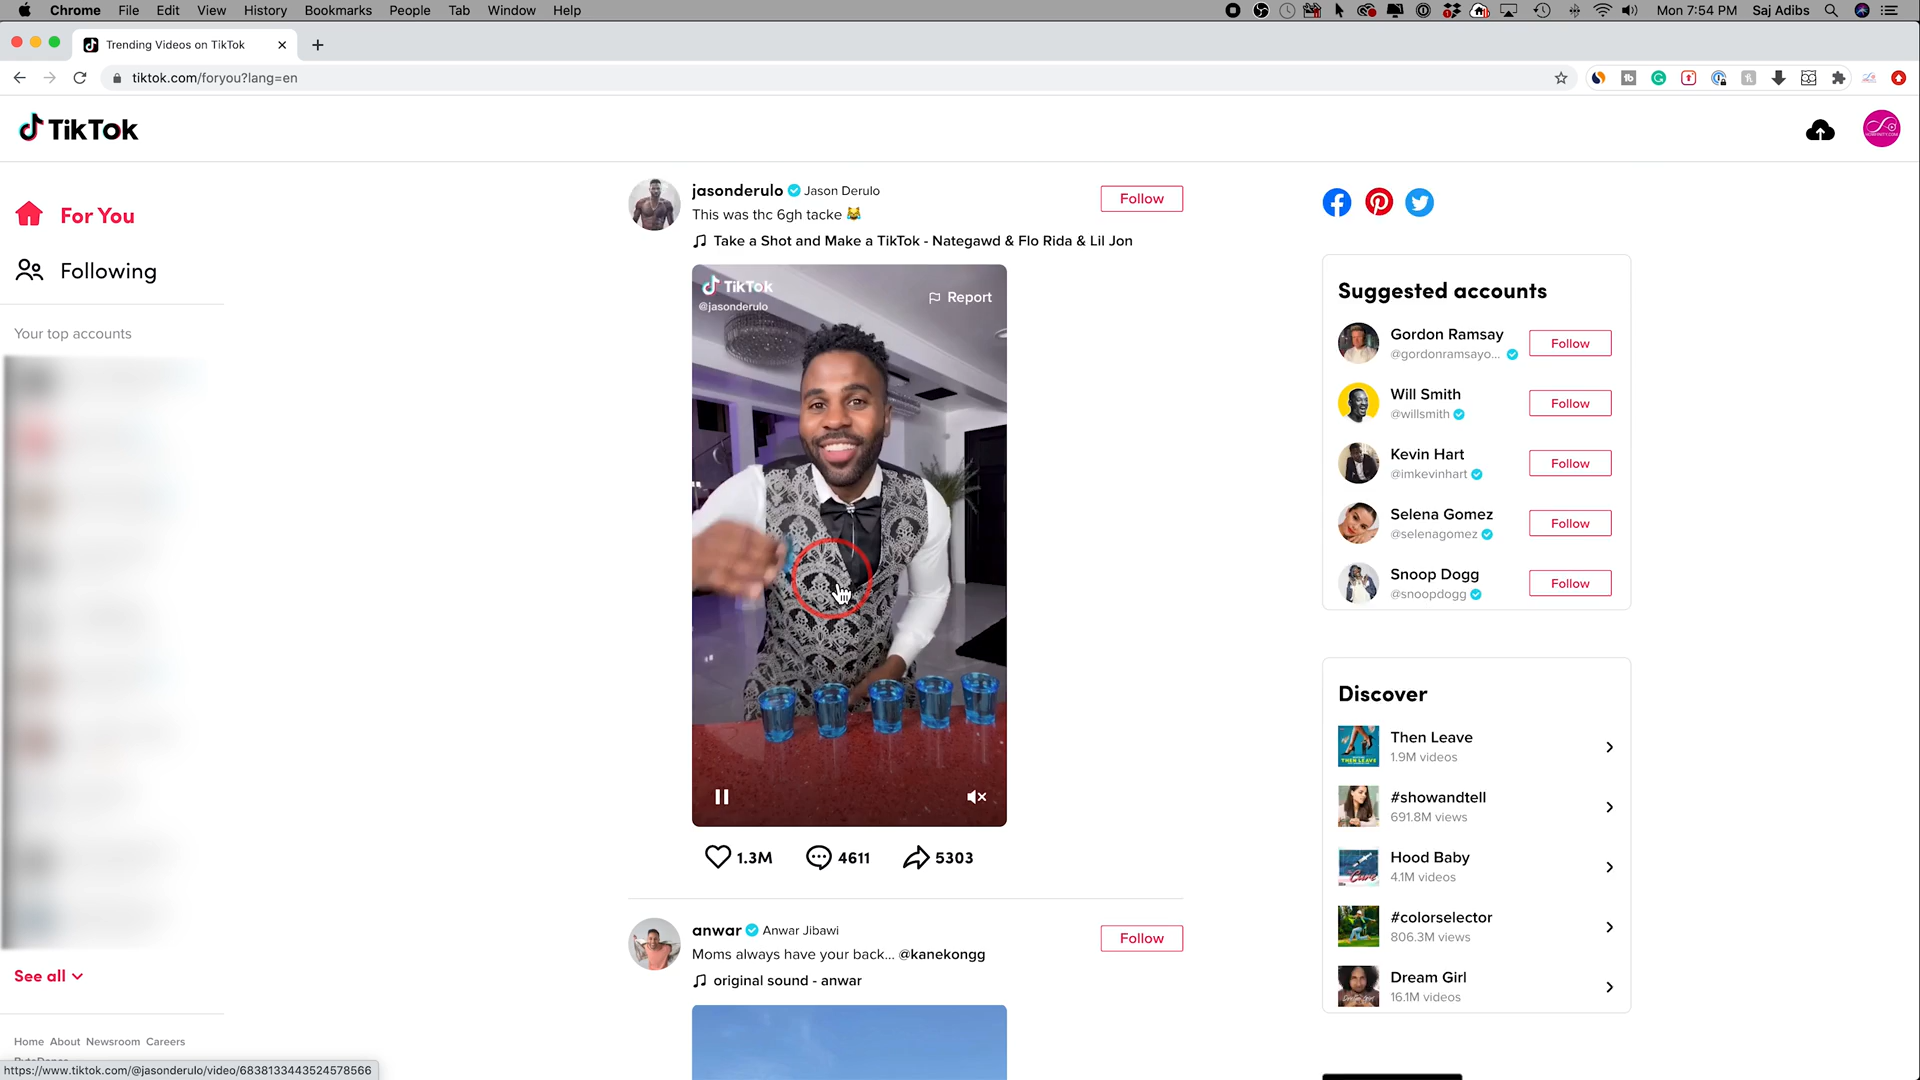 Chrome File Edit View History Bookmarks People Tab Window Help
Mon 7:54 PM Saj Adibs
Trending Videos on TikTok
tiktok.com/foryou?lang=en
TikTok
For You
Following
Your top accounts
See all
Home About Newsroom Careers
https://www.tiktok.com/@jasonderulo/video/6838133443524578566
jasonderulo Jason Derulo
Follow
This was thc 6gh tacke
Take a Shot and Make a TikTok - Nategawd & Flo Rida & Lil Jon
TikTok
@jasonderulo
Report
1.3M 4611 5303
anwar Anwar Jibawi
Follow
Moms always have your back... @kanekongg
original sound - anwar
Suggested accounts
Gordon Ramsay
@gordonramsayo...
Follow
Will Smith
@willsmith
Follow
Kevin Hart
@imkevinhart
Follow
Selena Gomez
@selenagomez
Follow
Snoop Dogg
@snoopdogg
Follow
Discover
Then Leave
1.9M videos
#showandtell
691.8M views
Hood Baby
4.1M videos
#colorselector
806.3M views
Dream Girl
16.1M videos